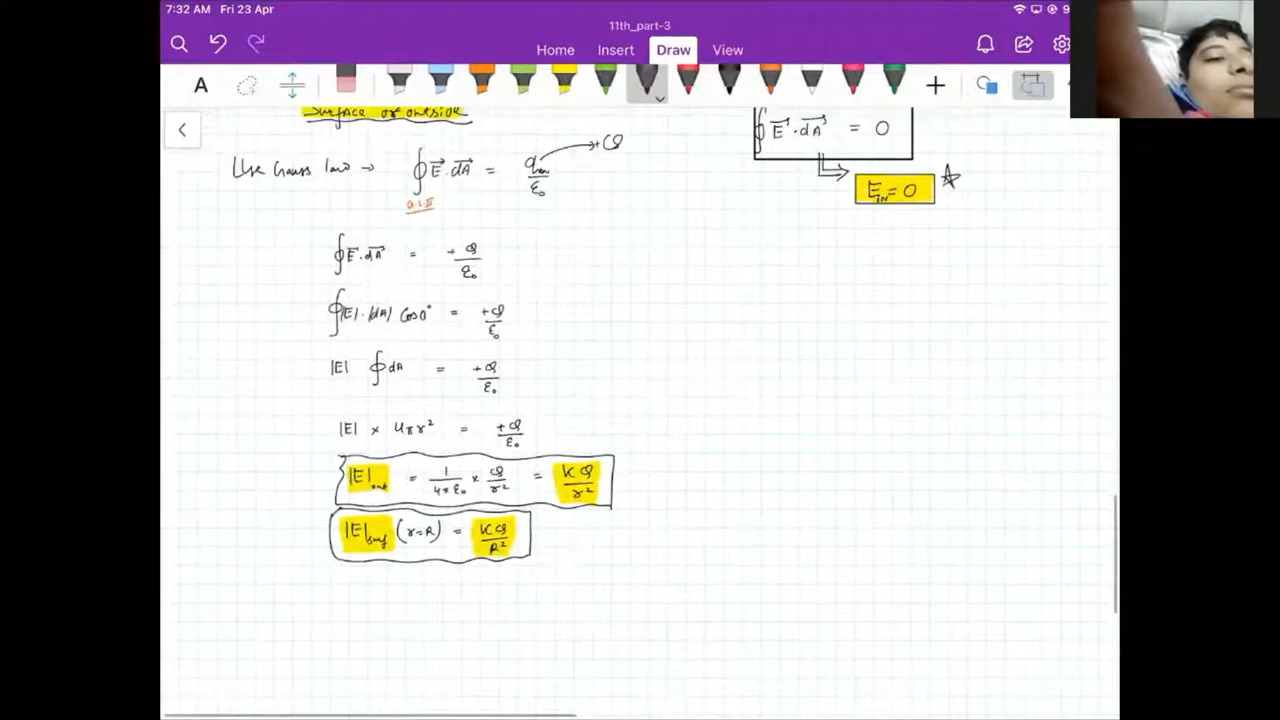 7:32 AM Fri 23 Apr
9
11th_part-3
Home Insert Draw View
A
Surface or outside
Use Gauss law → ∮ E⃗·dA⃗ = q / ε₀ → +Q
∮ E⃗·dA⃗ = 0
E_IN = 0
∮ E⃗·dA⃗ = +Q / ε₀
∮ |E|·|dA| cos0° = +Q / ε₀
|E| ∮ dA = +Q / ε₀
|E| × 4πr² = +Q / ε₀
|E|out = 1 / 4πε₀ × Q / r² = KQ / r²
|E|surf (r=R) = KQ / R²